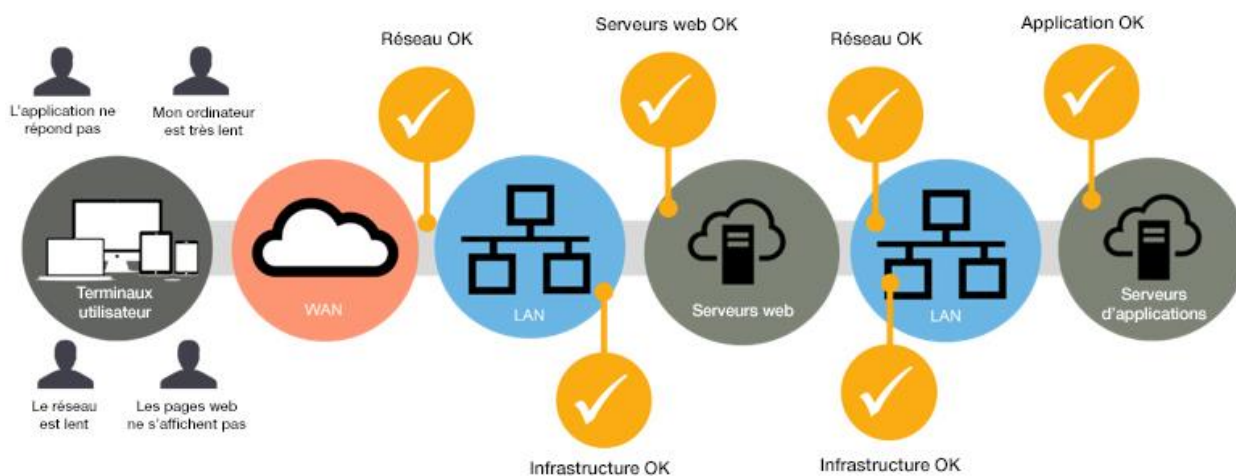 Réseau OK
Serveurs web OK
Réseau OK
Application OK
L'application ne
répond pas
Mon ordinateur
est très lent
Terminaux
utilisateur
WAN
LAN
Serveurs web
LAN
Serveurs
d'applications
Le réseau
est lent
Les pages web
ne s'affichent pas
Infrastructure OK
Infrastructure OK